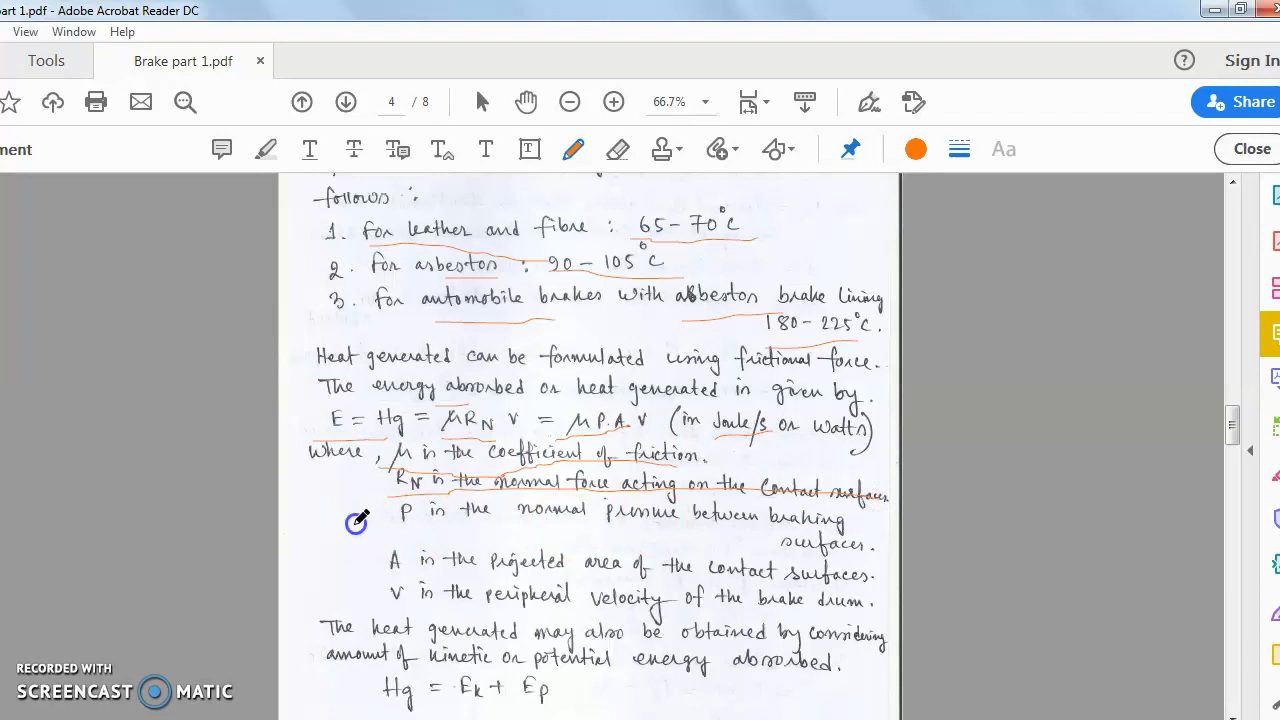 art 1.pdf - Adobe Acrobat Reader DC
View Window Help
Tools
Brake part 1.pdf ×
Sign In
4 / 8
66.7%
Share
ment
Close
follows :
1. For leather and fibre : 65 - 70°C
2. For asbestos : 90 - 105°C
3. For automobile brakes with asbestos brake lining
180 - 225°C.
Heat generated can be formulated using frictional force.
The energy absorbed or heat generated is given by.
E = Hg = μRN V = μ P. A. V (in Joule/s or Watts)
Where, μ is the coefficient of friction.
RN is the normal force acting on the contact surfaces
P is the normal pressure between braking
surfaces.
A is the projected area of the contact surfaces.
V is the peripheral velocity of the brake drum.
The heat generated may also be obtained by considering
amount of kinetic or potential energy absorbed.
Hg = Ek + Ep
RECORDED WITH
SCREENCAST MATIC